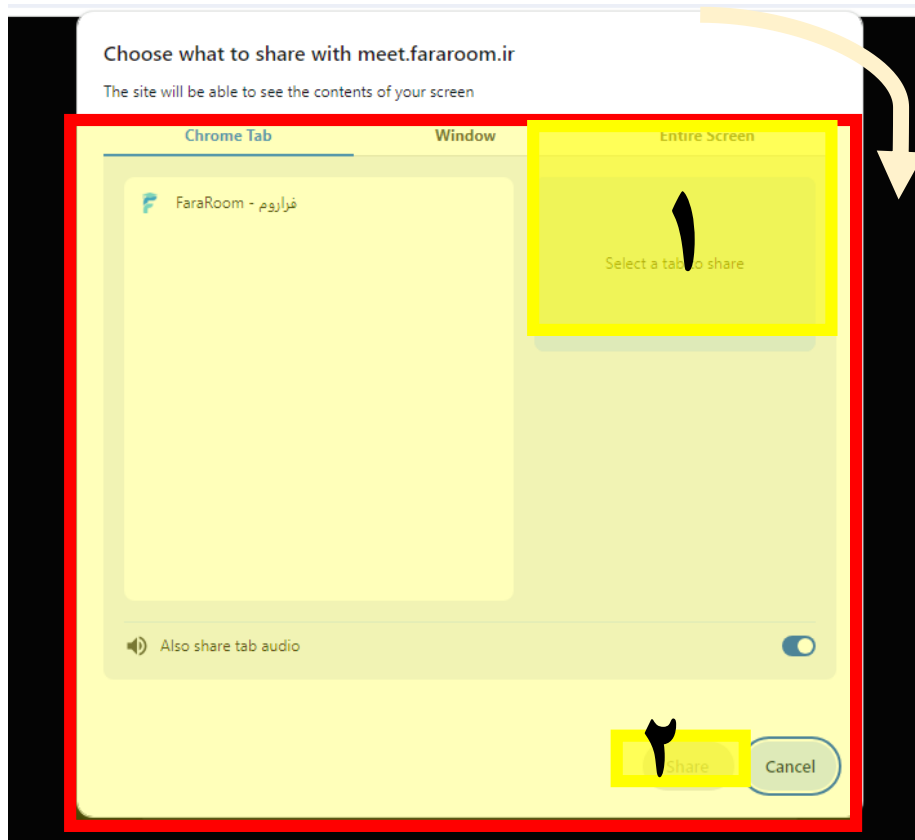 Choose what to share with meet.fararoom.ir
The site will be able to see the contents of your screen
Chrome Tab Window Entire Screen
FaraRoom - فراروم
۱
Select a tab to share
Also share tab audio
۲
Share Cancel